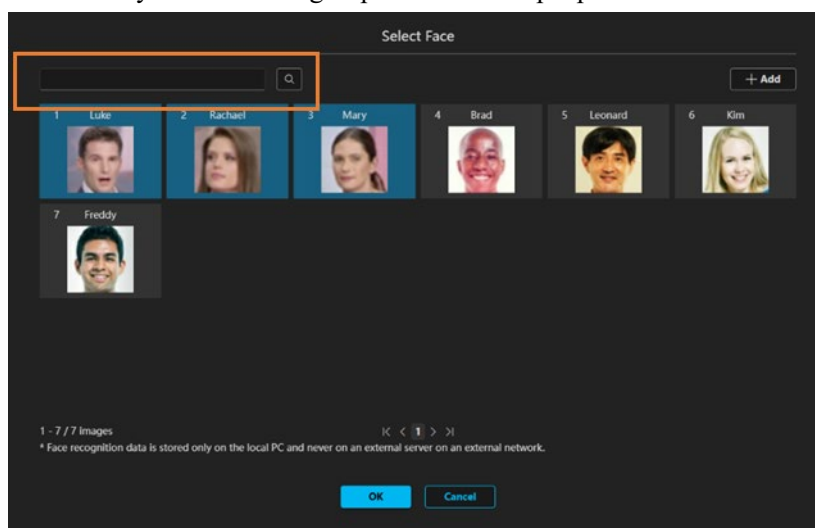 Select Face
+ Add
1 Luke
2 Rachael
3 Mary
4 Brad
5 Leonard
6 Kim
7 Freddy
1 - 7 / 7 images
1
* Face recognition data is stored only on the local PC and never on an external server on an external network.
OK
Cancel